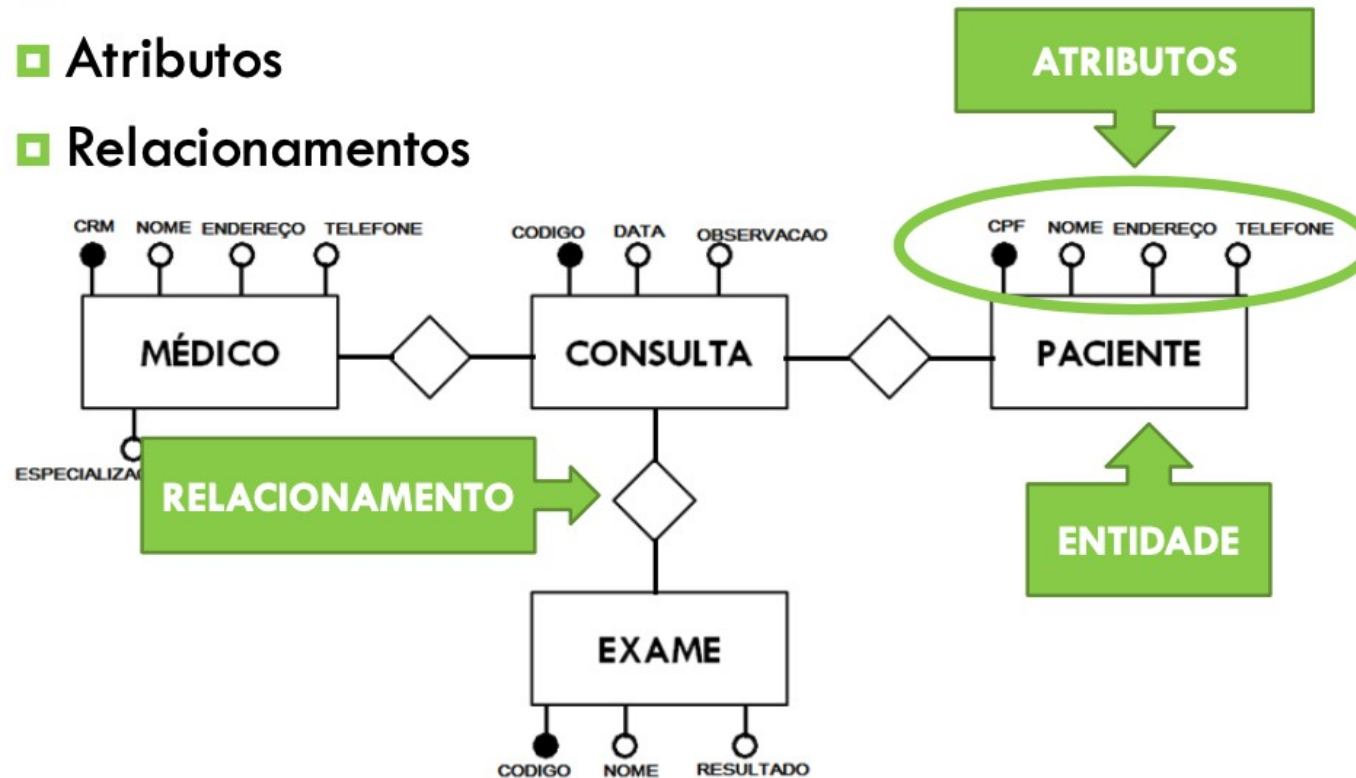 Atributos
Relacionamentos
ATRIBUTOS
CRM NOME ENDEREÇO TELEFONE
CODIGO DATA OBSERVACAO
CPF NOME ENDEREÇO TELEFONE
MÉDICO
CONSULTA
PACIENTE
RELACIONAMENTO
ENTIDADE
EXAME
CODIGO NOME RESULTADO